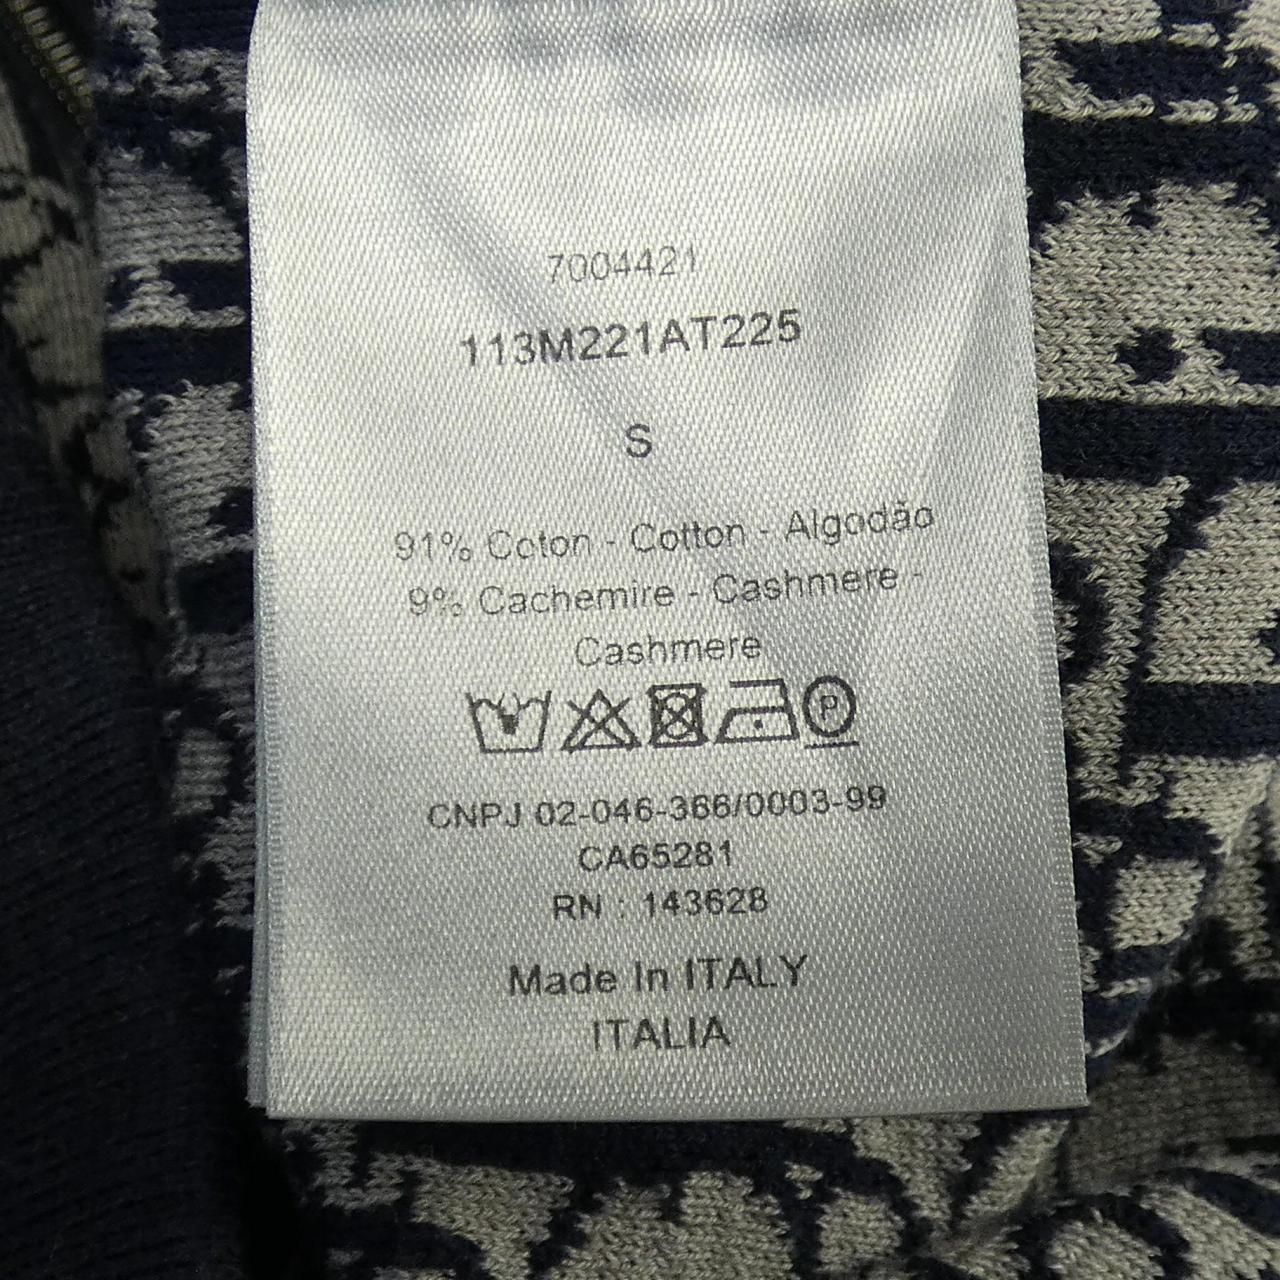 7004421
113M221AT225
S
91% Coton - Cotton - Algodão
9% Cachemire - Cashmere -
Cashmere
P
CNPJ 02-046-366/0003-99
CA65281
RN : 143628
Made In ITALY
ITALIA